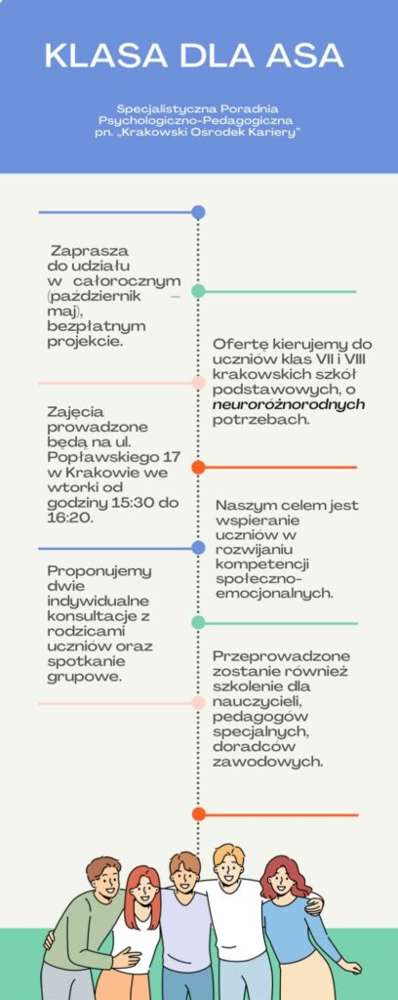 KLASA DLA ASA
Specjalistyczna Poradnia
Psychologiczno-Pedagogiczna
pn. „Krakowski Ośrodek Kariery”
Zaprasza
do udziału
w całorocznym
(październik –
maj),
bezpłatnym
projekcie.
Ofertę kierujemy do
uczniów klas VII i VIII
krakowskich szkół
podstawowych, o
neuroróżnorodnych
potrzebach.
Zajęcia
prowadzone
będą na ul.
Popławskiego 17
w Krakowie we
wtorki od
godziny 15:30 do
16:20.
Naszym celem jest
wspieranie
uczniów w
rozwijaniu
kompetencji
społeczno-
emocjonalnych.
Proponujemy
dwie
indywidualne
konsultacje z
rodzicami
uczniów oraz
spotkanie
grupowe.
Przeprowadzone
zostanie również
szkolenie dla
nauczycieli,
pedagogów
specjalnych,
doradców
zawodowych.